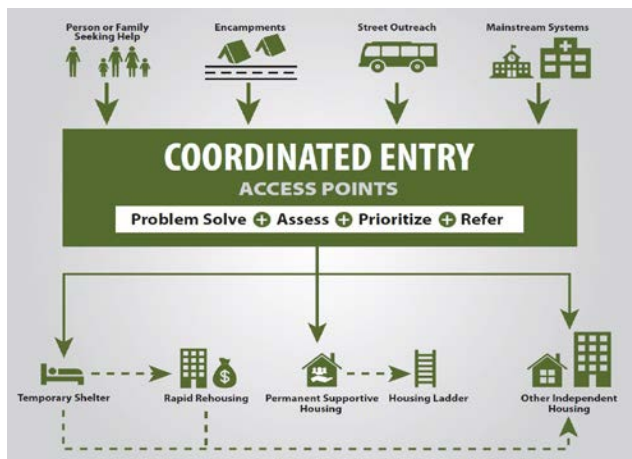 Person or Family
Seeking Help
Encampments
Street Outreach
Mainstream Systems
COORDINATED ENTRY
ACCESS POINTS
Problem Solve + Assess + Prioritize + Refer
$
Temporary Shelter
Rapid Rehousing
Permanent Supportive
Housing
Housing Ladder
Other Independent
Housing